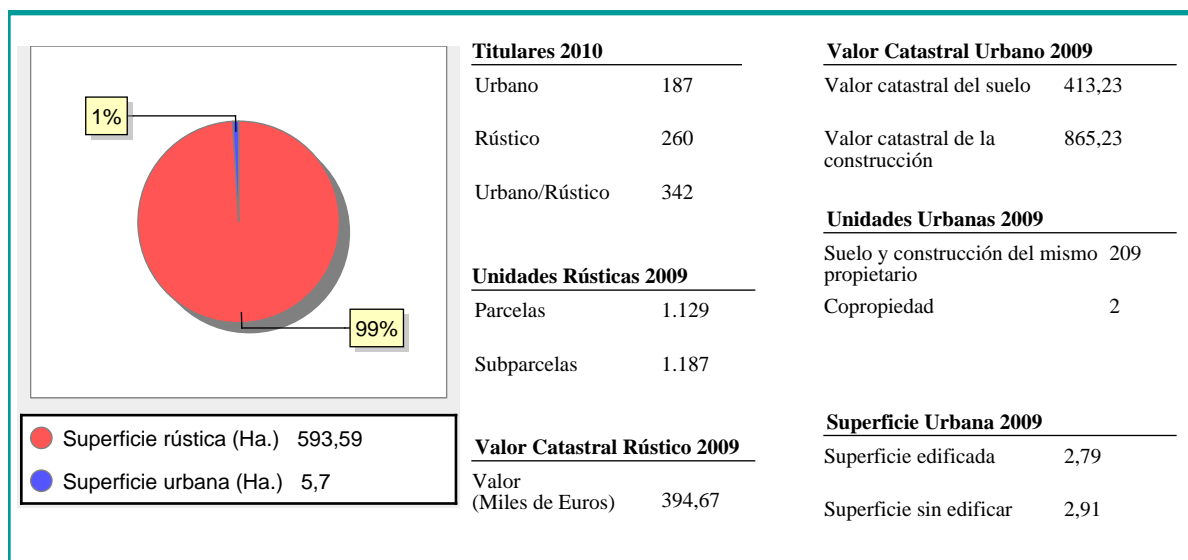 1%
99%
Superficie rústica (Ha.) 593,59
Superficie urbana (Ha.) 5,7
Titulares 2010
Urbano 187
Rústico 260
Urbano/Rústico 342
Unidades Rústicas 2009
Parcelas 1.129
Subparcelas 1.187
Valor Catastral Rústico 2009
Valor
(Miles de Euros) 394,67
Valor Catastral Urbano 2009
Valor catastral del suelo 413,23
Valor catastral de la 865,23
construcción
Unidades Urbanas 2009
Suelo y construcción del mismo 209
propietario
Copropiedad 2
Superficie Urbana 2009
Superficie edificada 2,79
Superficie sin edificar 2,91